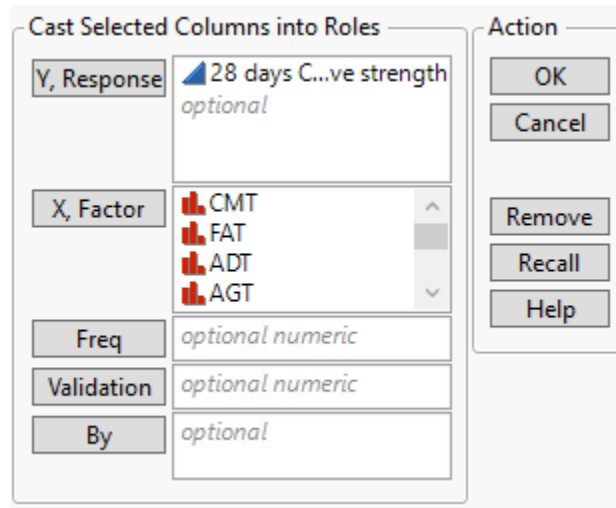 Cast Selected Columns into Roles
Y, Response
28 days C...ve strength
optional
X, Factor
CMT
FAT
ADT
AGT
Freq
optional numeric
Validation
optional numeric
By
optional
Action
OK
Cancel
Remove
Recall
Help